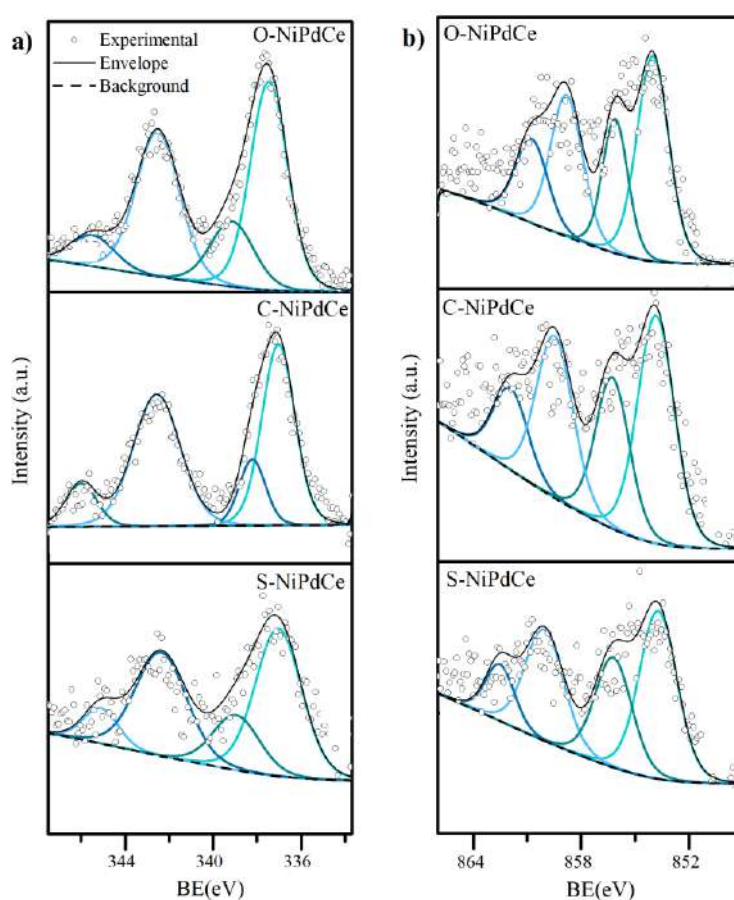 a)
Experimental
Envelope
Background
O-NiPdCe
C-NiPdCe
S-NiPdCe
Intensity (a.u.)
344 340 336
BE(eV)
b)
O-NiPdCe
C-NiPdCe
S-NiPdCe
Intensity (a.u.)
864 858 852
BE(eV)